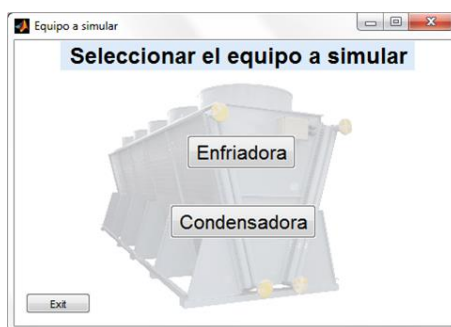 Equipo a simular
Seleccionar el equipo a simular
Enfriadora
Condensadora
Exit